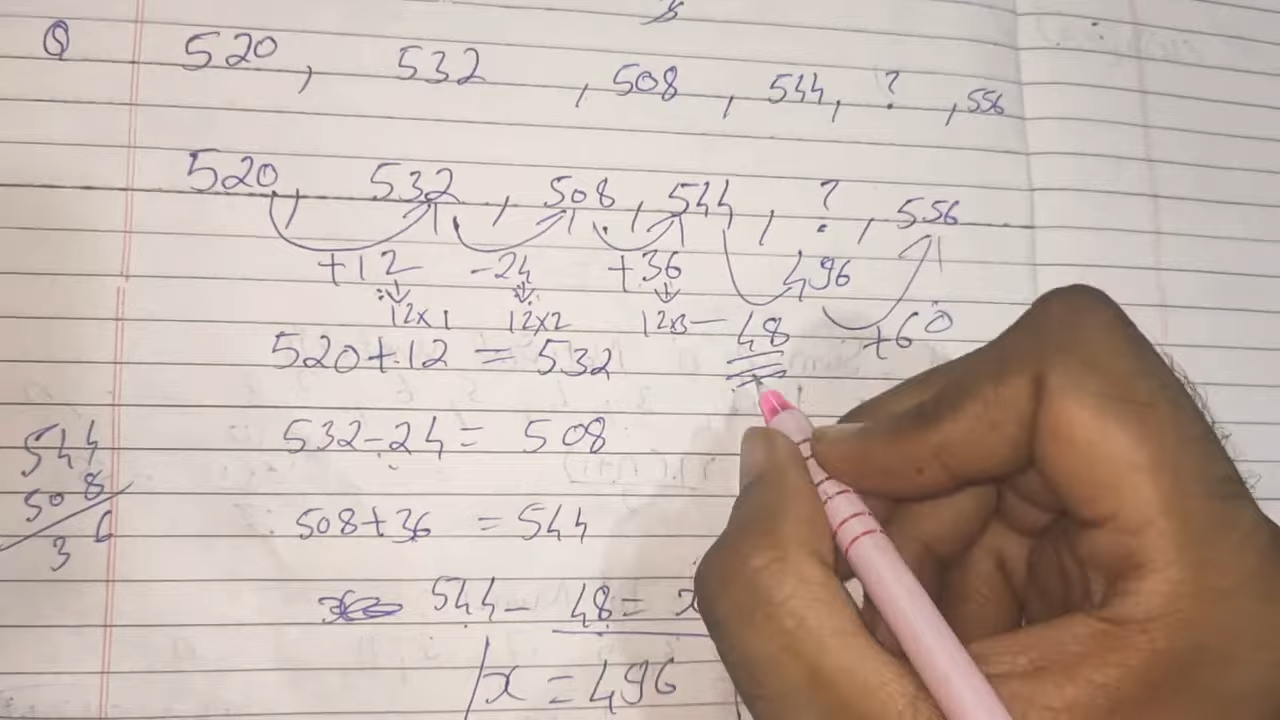 Q 520, 532, 508, 544, ?, 556
520, 532, 508, 544, ?, 556
+12 -24 +36 496
12x1 12x2 12x3 -48 +60
520+12 = 532
532-24= 508
544
508
36
508+36 = 544
544- 48= x
x = 496